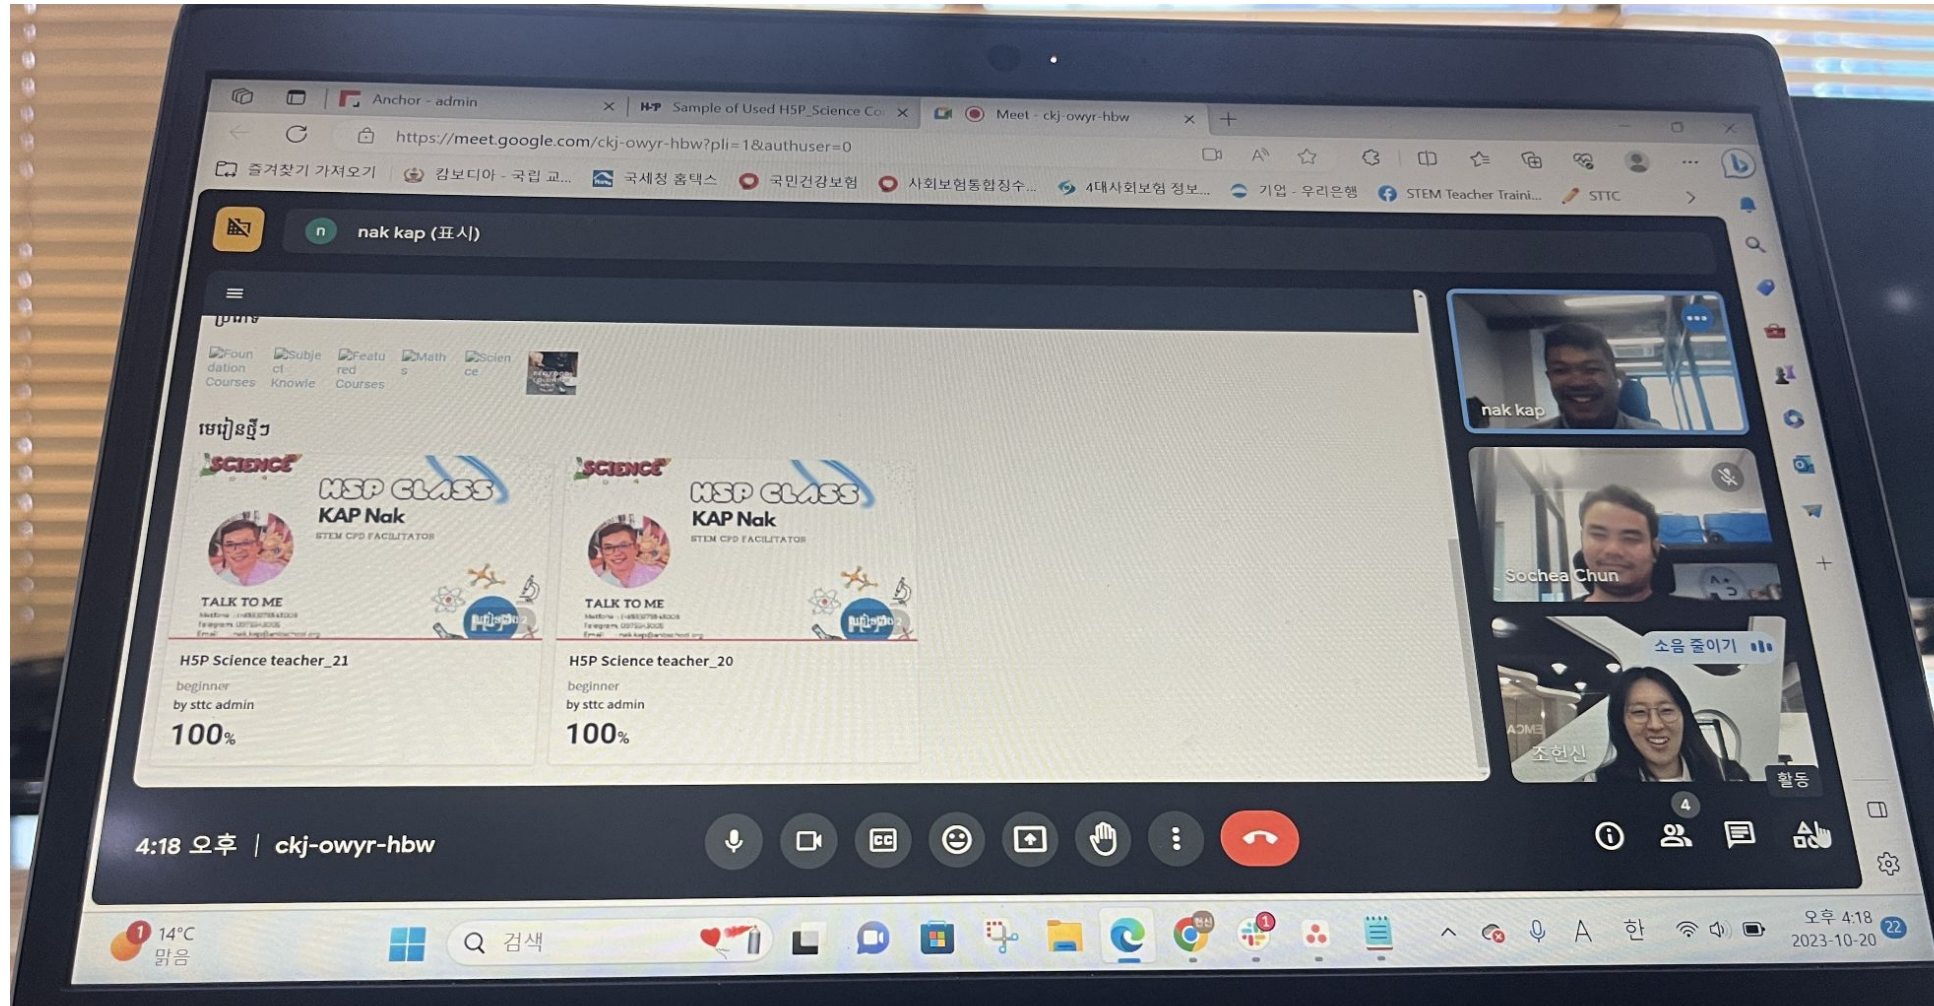 Anchor - admin
H-P Sample of Used H5P_Science Co
Meet - ckj-owyr-hbw
https://meet.google.com/ckj-owyr-hbw?pli=1&authuser=0
즐겨찾기 가져오기
캄보디아 - 국립 교...
국세청 홈택스
국민건강보험
사회보험통합징수...
4대사회보험 정보...
기업 - 우리은행
STEM Teacher Traini...
STTC
n nak kap (표시)
Foun
dation
Courses
Subje
ct
Knowle
Featu
red
Courses
Math
s
Scien
ce
មេរៀនថ្មីៗ
SCIENCE
H5P CLASS
KAP Nak
STEM CPD FACILITATOR
TALK TO ME
H5P Science teacher_21
beginner
by sttc admin
100%
SCIENCE
H5P CLASS
KAP Nak
STEM CPD FACILITATOR
TALK TO ME
H5P Science teacher_20
beginner
by sttc admin
100%
nak kap
Sochea Chun
소음 줄이기
조헌신
활동
4
4:18 오후 | ckj-owyr-hbw
CC
1
14°C
맑음
검색
헌신
1
A
한
오후 4:18
2023-10-20
22